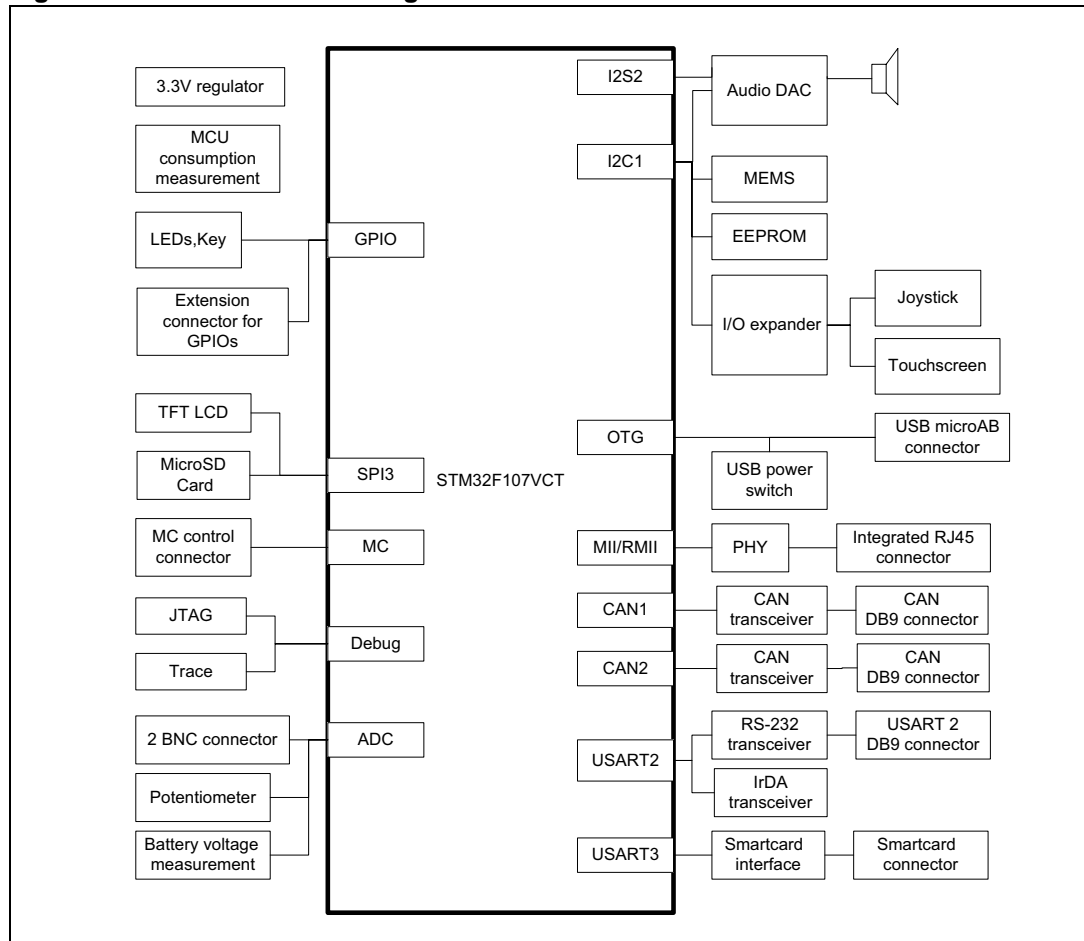 3.3V regulator
MCU
consumption
measurement
LEDs,Key
Extension
connector for
GPIOs
TFT LCD
MicroSD
Card
MC control
connector
JTAG
Trace
2 BNC connector
Potentiometer
Battery voltage
measurement
GPIO
SPI3
MC
Debug
ADC
STM32F107VCT
I2S2
I2C1
OTG
MII/RMII
CAN1
CAN2
USART2
USART3
Audio DAC
MEMS
EEPROM
I/O expander
Joystick
Touchscreen
USB power
switch
USB microAB
connector
PHY
Integrated RJ45
connector
CAN
transceiver
CAN
DB9 connector
CAN
transceiver
CAN
DB9 connector
RS-232
transceiver
USART 2
DB9 connector
IrDA
transceiver
Smartcard
interface
Smartcard
connector